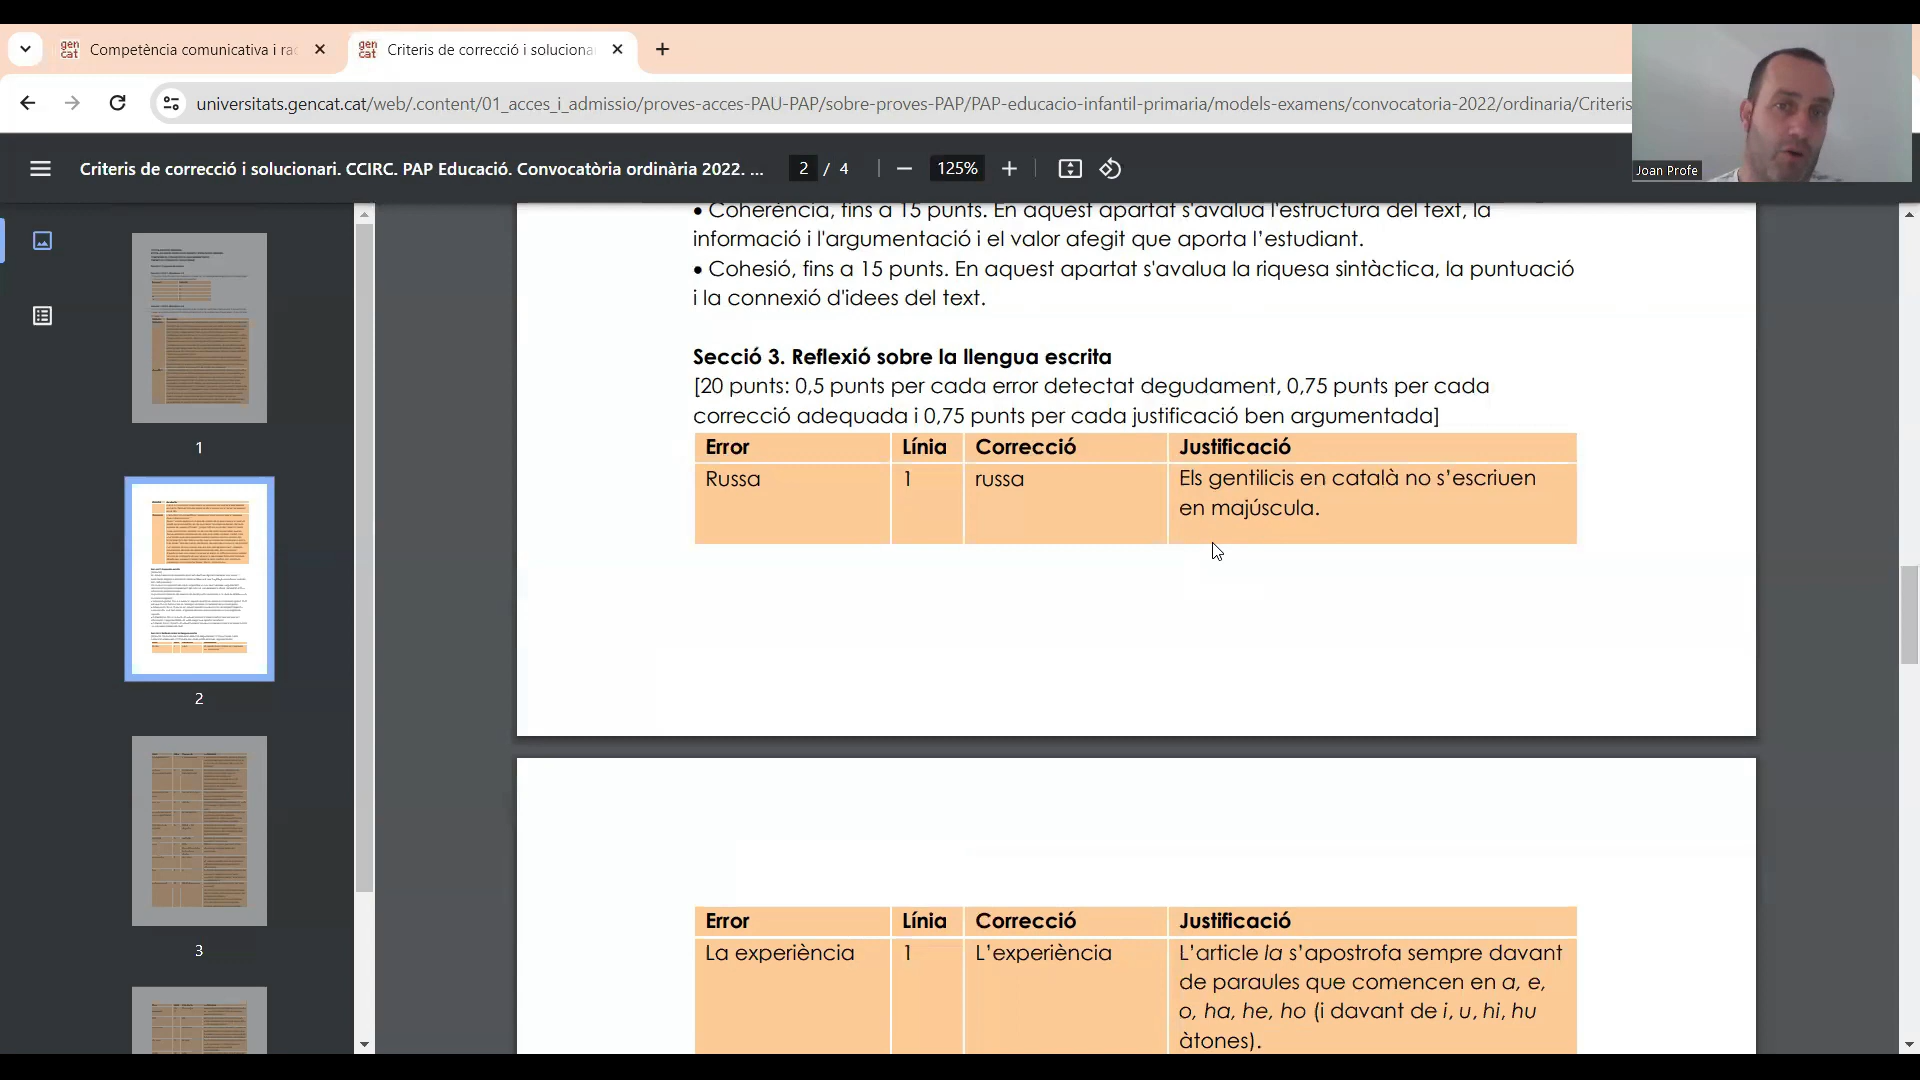 gen cat
Competència comunicativa i ra
gen cat
Criteris de correcció i soluciona
universitats.gencat.cat/web/.content/01_acces_i_admissio/proves-acces-PAU-PAP/sobre-proves-PAP/PAP-educacio-infantil-primaria/models-examens/convocatoria-2022/ordinaria/Criteris
Joan Profe
Criteris de correcció i solucionari. CCIRC. PAP Educació. Convocatòria ordinària 2022. ...
2 / 4
125%
1
2
3
• Coherència, fins a 15 punts. En aquest apartat s'avalua l'estructura del text, la
informació i l'argumentació i el valor afegit que aporta l’estudiant.
• Cohesió, fins a 15 punts. En aquest apartat s'avalua la riquesa sintàctica, la puntuació
i la connexió d'idees del text.
Secció 3. Reflexió sobre la llengua escrita
[20 punts: 0,5 punts per cada error detectat degudament, 0,75 punts per cada
correcció adequada i 0,75 punts per cada justificació ben argumentada]
Error Línia Correcció Justificació
Russa 1 russa Els gentilicis en català no s’escriuen
en majúscula.
Error Línia Correcció Justificació
La experiència 1 L’experiència L’article la s’apostrofa sempre davant
de paraules que comencen en a, e,
o, ha, he, ho (i davant de i, u, hi, hu
àtones).